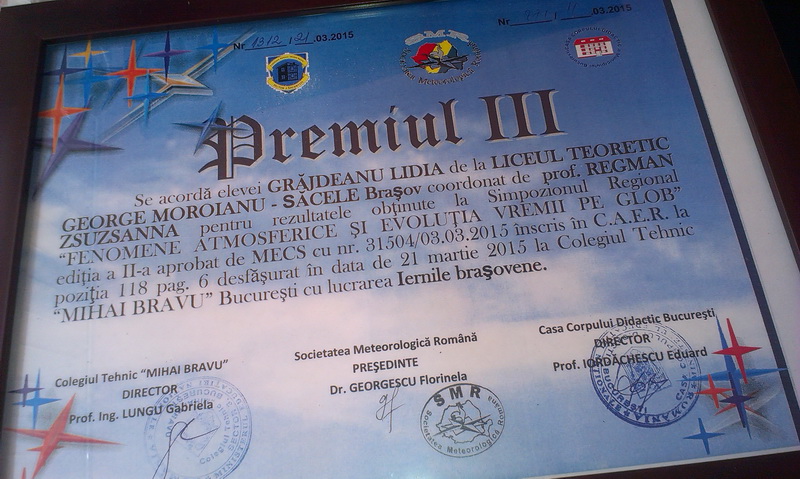 Nr 1312 / 21 .03.2015
Nr .03.2015
SMR
Premiul III
Se acordă elevei GRĂJDEANU LIDIA de la LICEUL TEORETIC
GEORGE MOROIANU - SĂCELE Braşov coordonat de prof. REGMAN
ZSUZSANNA pentru rezultatele obţinute la Simpozionul Regional
“FENOMENE ATMOSFERICE ŞI EVOLUŢIA VREMII PE GLOB”
ediţia a II-a aprobat de MECS cu nr. 31504/03.03.2015 înscris în C.A.E.R. la
poziţia 118 pag. 6 desfăşurat în data de 21 martie 2015 la Colegiul Tehnic
“MIHAI BRAVU” Bucureşti cu lucrarea Iernile braşovene.
Colegiul Tehnic “MIHAI BRAVU”
DIRECTOR
Prof. Ing. LUNGU Gabriela
Societatea Meteorologică Română
PREŞEDINTE
Dr. GEORGESCU Florinela
SMR
Societatea Meteorologică Română
Casa Corpului Didactic Bucureşti
DIRECTOR
Prof. IORDĂCHESCU Eduard